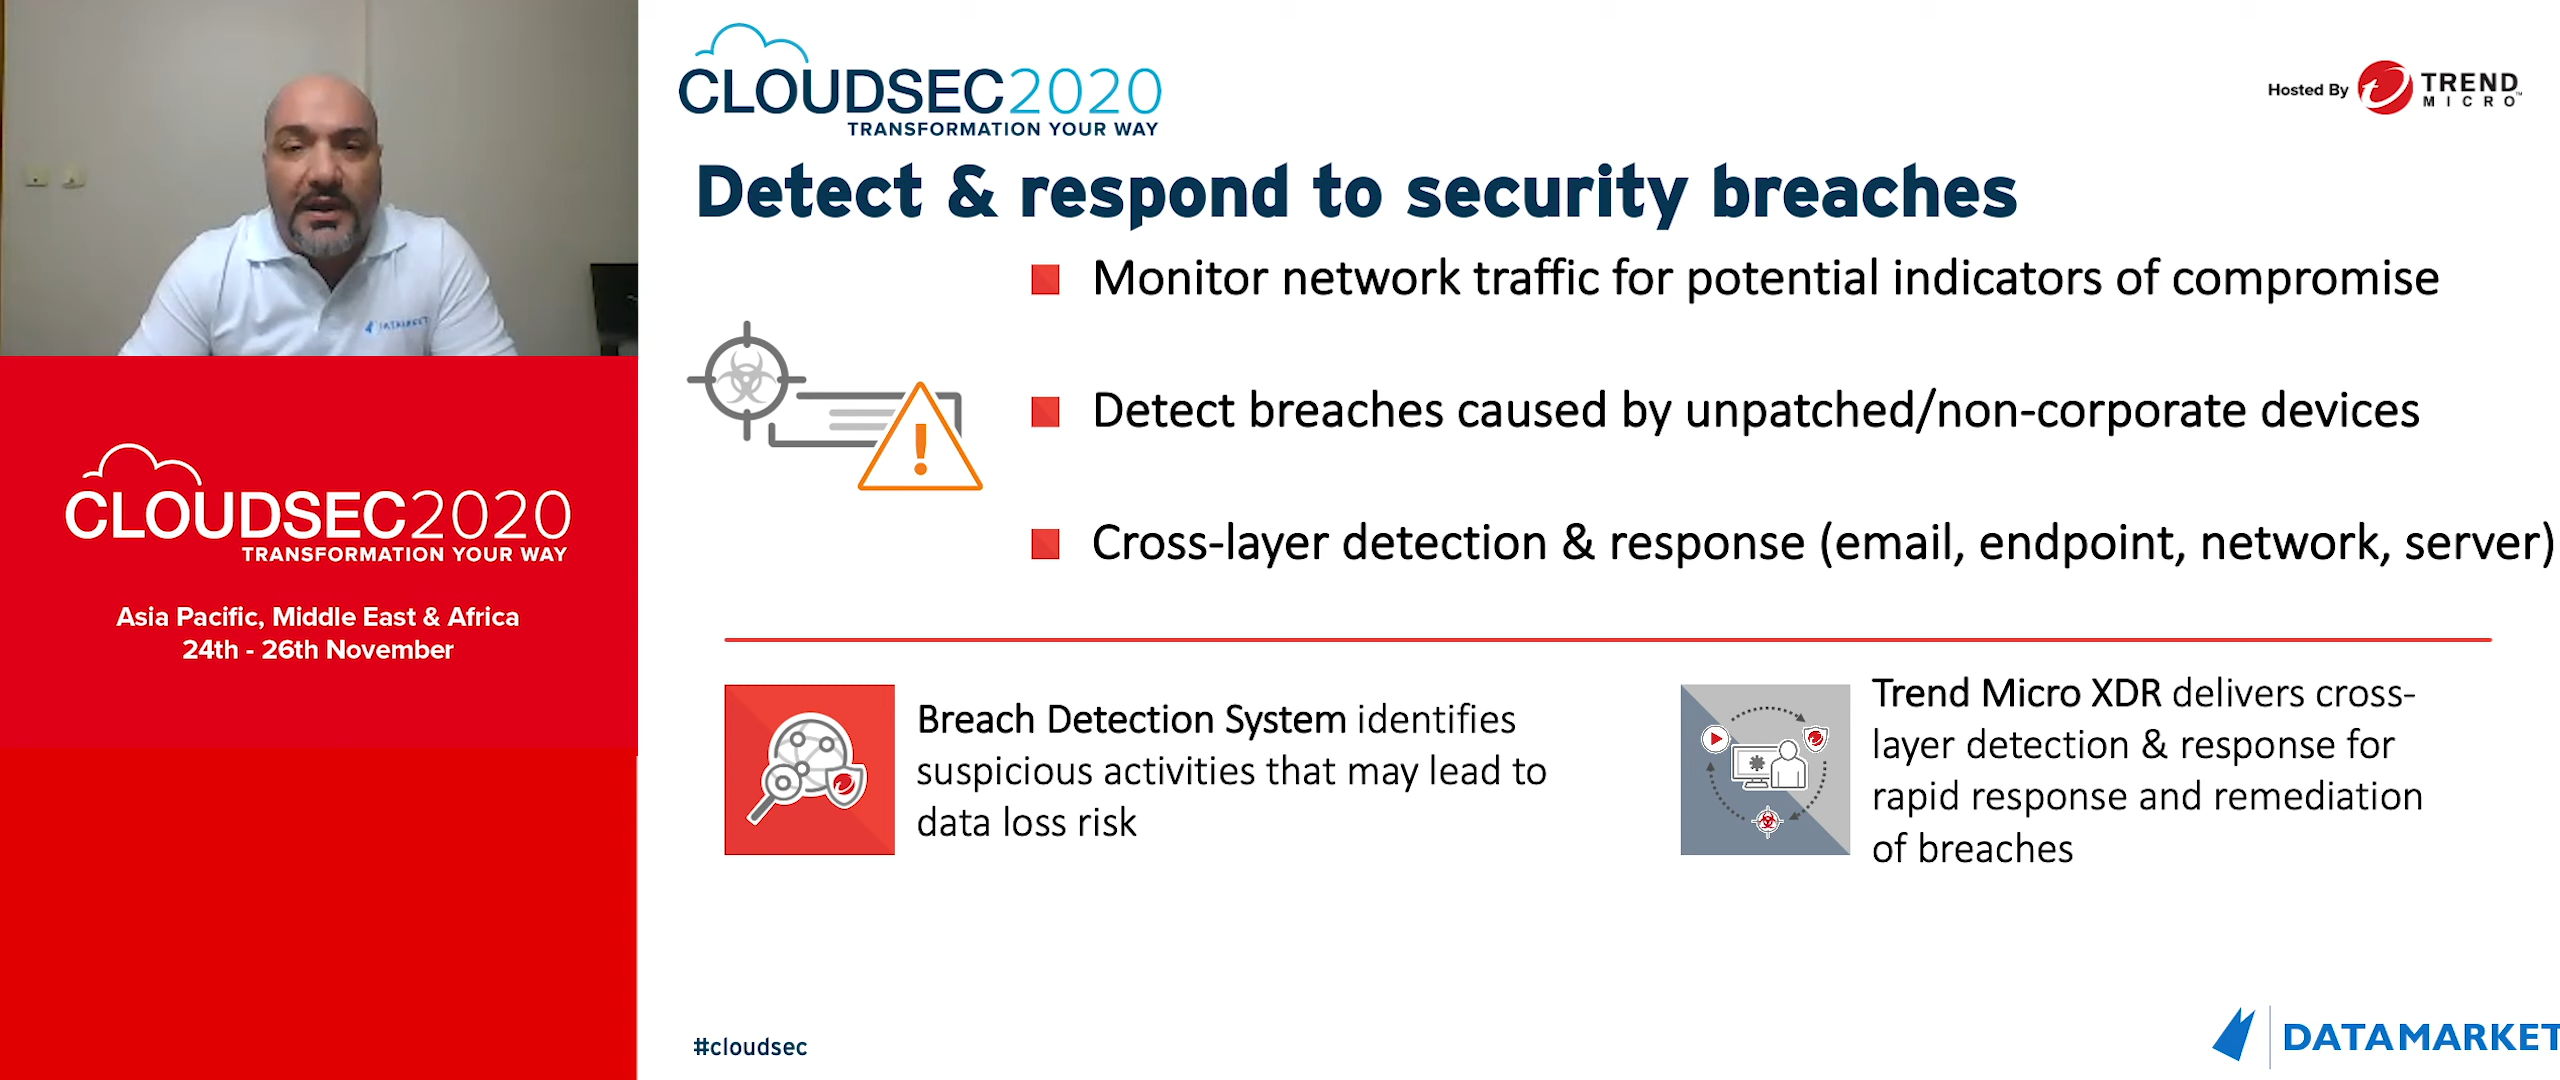 DATAMARKET
CLOUDSEC2020
TRANSFORMATION YOUR WAY
Asia Pacific, Middle East & Africa
24th - 26th November
CLOUDSEC2020
TRANSFORMATION YOUR WAY
Hosted By TREND MICRO™
Detect & respond to security breaches
Monitor network traffic for potential indicators of compromise
Detect breaches caused by unpatched/non-corporate devices
Cross-layer detection & response (email, endpoint, network, server)
Breach Detection System identifies
suspicious activities that may lead to
data loss risk
Trend Micro XDR delivers cross-
layer detection & response for
rapid response and remediation
of breaches
#cloudsec
DATAMARKET